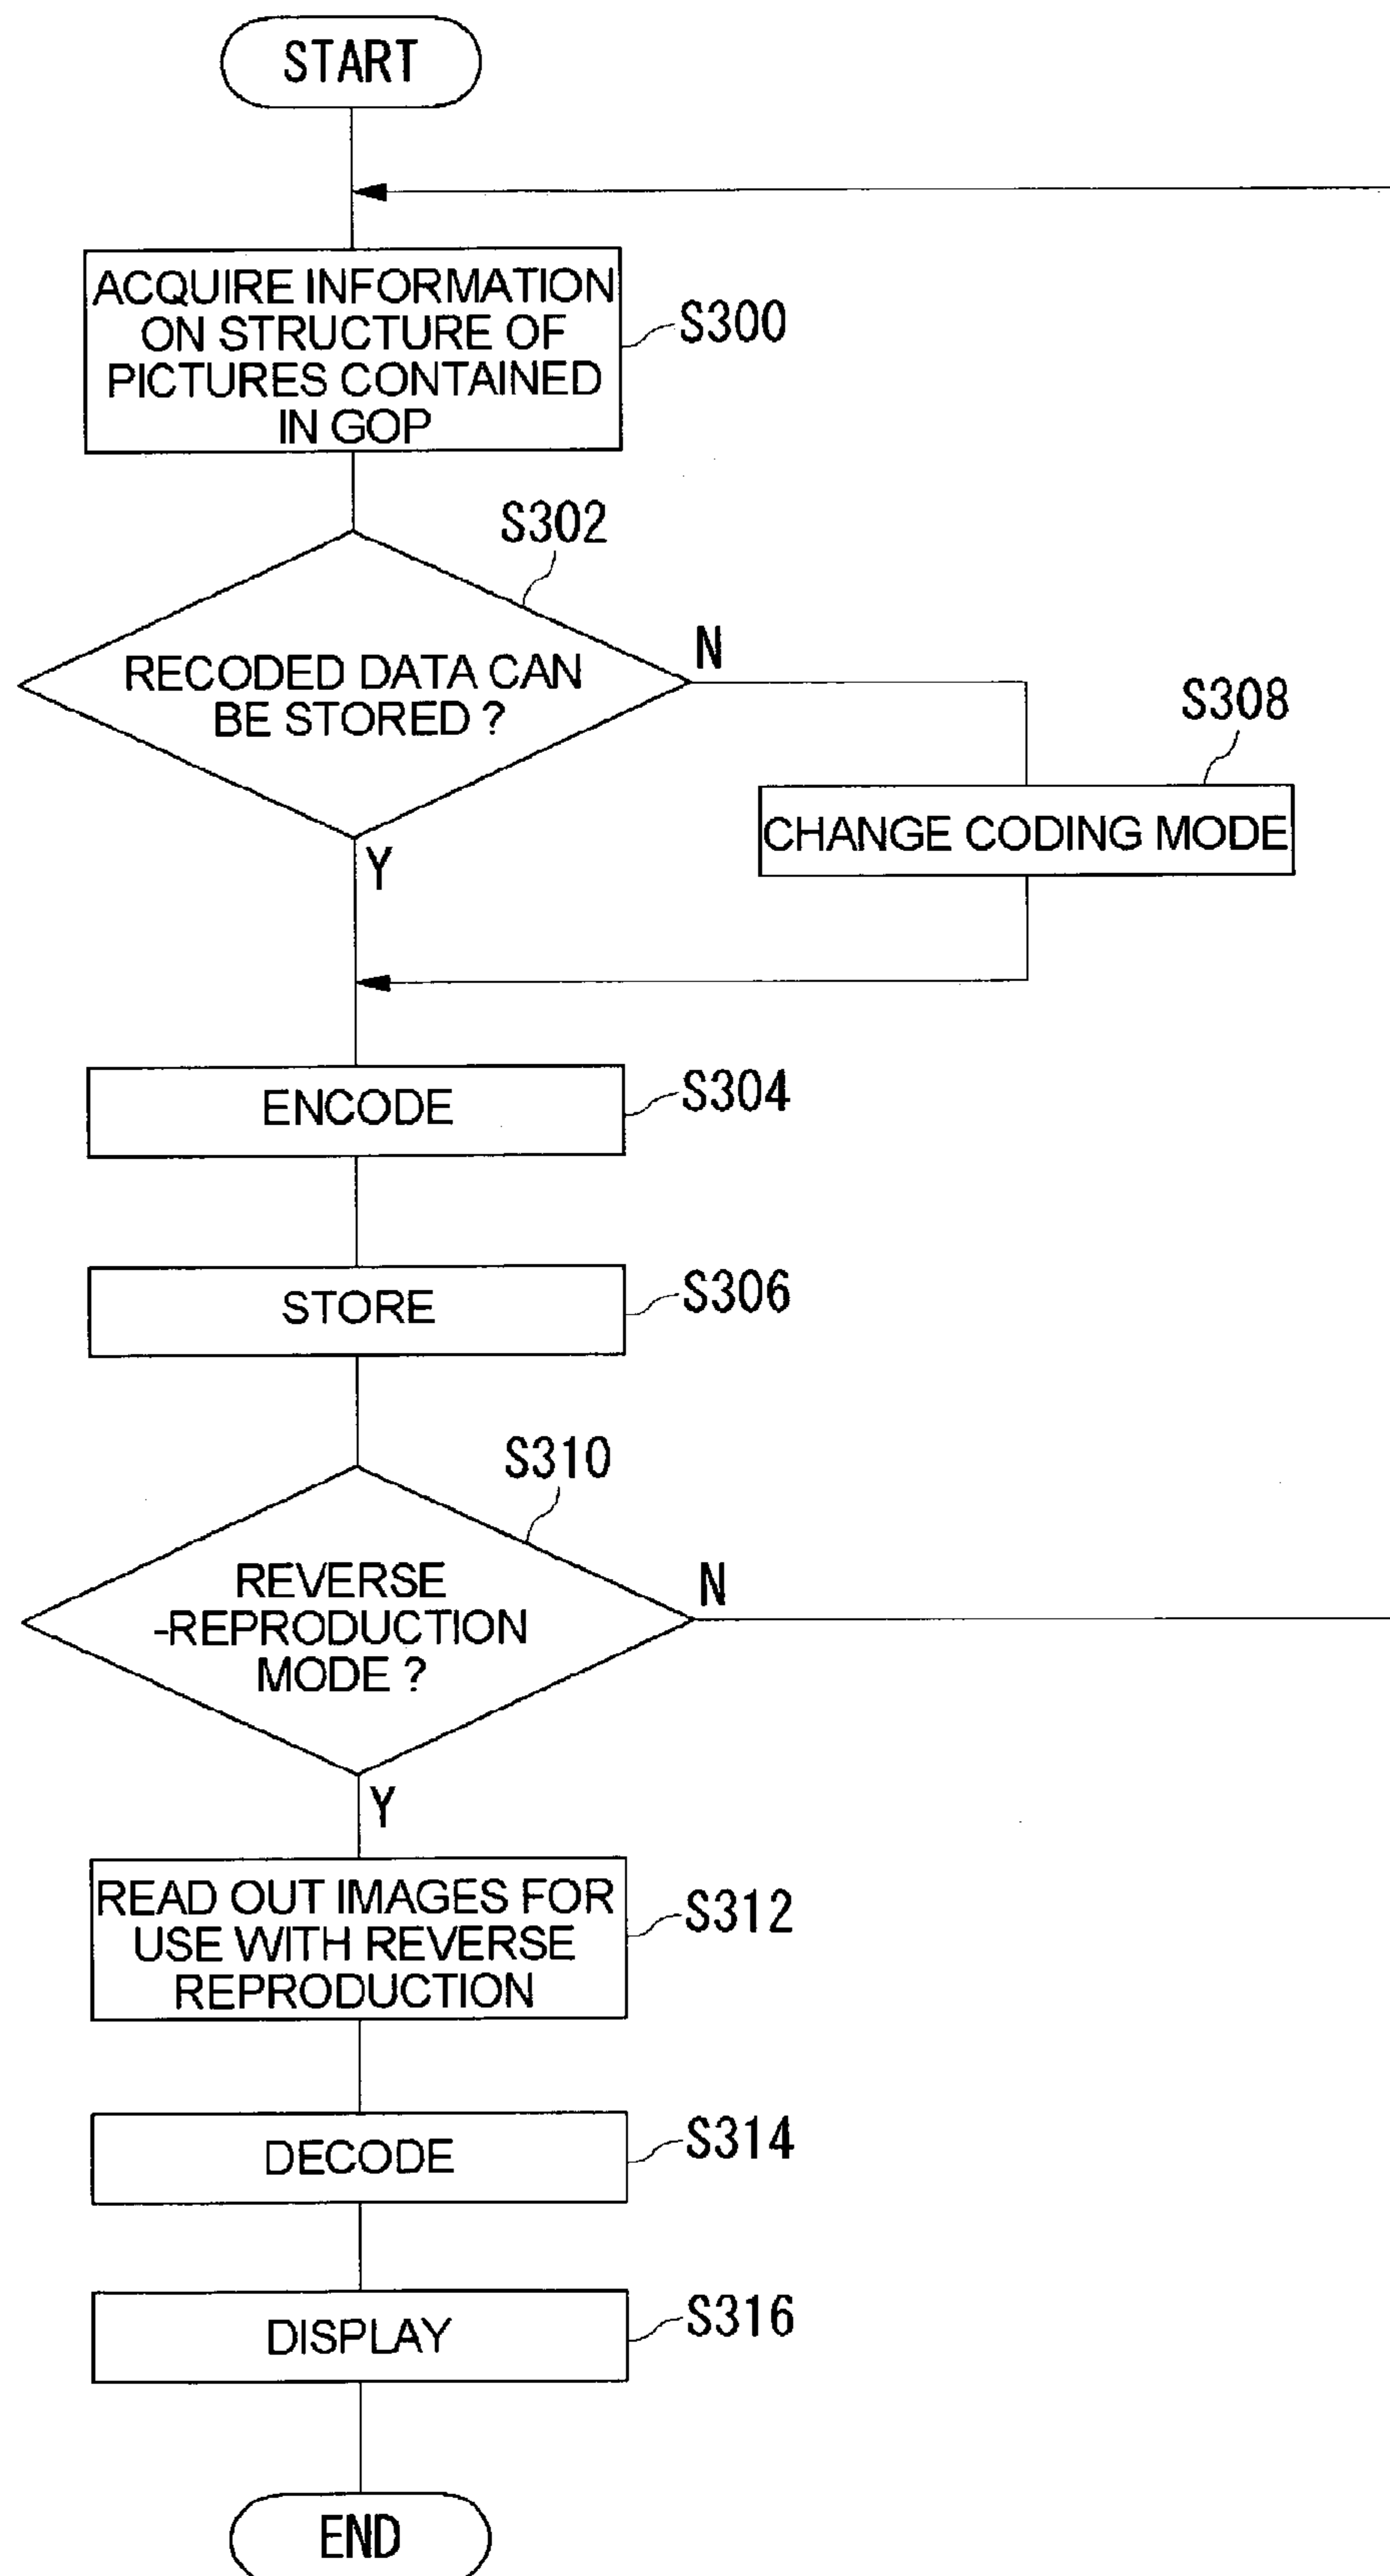 START
ACQUIRE INFORMATION
ON STRUCTURE OF
PICTURES CONTAINED
IN GOP
S300
S302
RECODED DATA CAN
BE STORED ?
N
Y
S308
CHANGE CODING MODE
ENCODE
S304
STORE
S306
S310
REVERSE
-REPRODUCTION
MODE ?
N
Y
READ OUT IMAGES FOR
USE WITH REVERSE
REPRODUCTION
S312
DECODE
S314
DISPLAY
S316
END